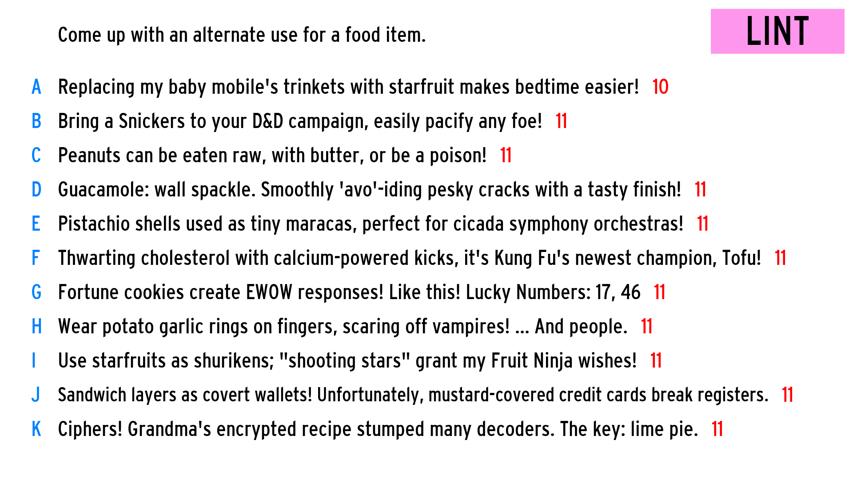 Come up with an alternate use for a food item.
LINT
A Replacing my baby mobile's trinkets with starfruit makes bedtime easier! 10
B Bring a Snickers to your D&D campaign, easily pacify any foe! 11
C Peanuts can be eaten raw, with butter, or be a poison! 11
D Guacamole: wall spackle. Smoothly 'avo'-iding pesky cracks with a tasty finish! 11
E Pistachio shells used as tiny maracas, perfect for cicada symphony orchestras! 11
F Thwarting cholesterol with calcium-powered kicks, it's Kung Fu's newest champion, Tofu! 11
G Fortune cookies create EWOW responses! Like this! Lucky Numbers: 17, 46 11
H Wear potato garlic rings on fingers, scaring off vampires! ... And people. 11
I Use starfruits as shurikens; "shooting stars" grant my Fruit Ninja wishes! 11
J Sandwich layers as covert wallets! Unfortunately, mustard-covered credit cards break registers. 11
K Ciphers! Grandma's encrypted recipe stumped many decoders. The key: lime pie. 11